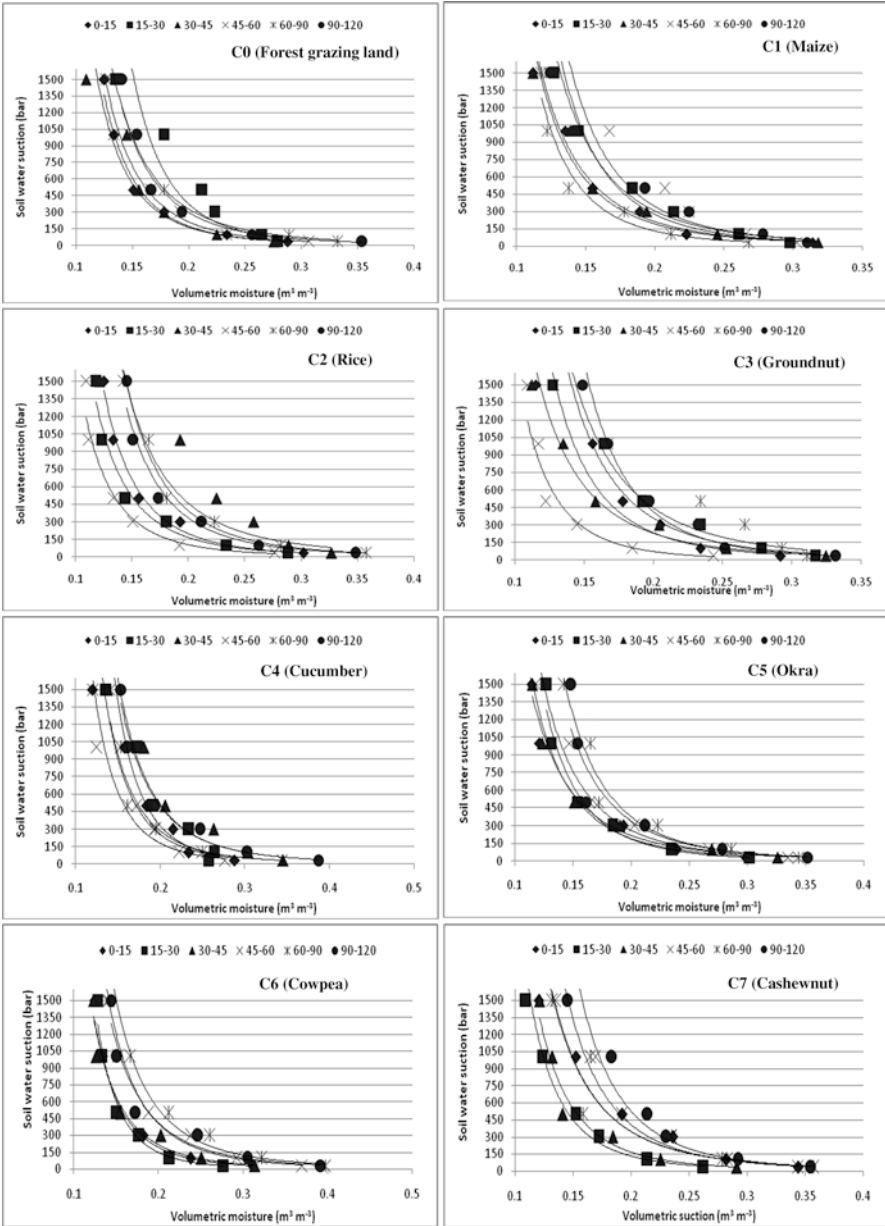 ◆0-15 ■15-30 ▲30-45 ×45-60 ✳60-90 ●90-120
C0 (Forest grazing land)
Soil water suction (bar)
1500
1350
1200
1050
900
750
600
450
300
150
0
0.1 0.15 0.2 0.25 0.3 0.35 0.4
Volumetric moisture (m³ m⁻³)
◆0-15 ■15-30 ▲30-45 ×45-60 ✳60-90 ●90-120
C1 (Maize)
Soil water suction (bar)
1500
1350
1200
1050
900
750
600
450
300
150
0
0.1 0.15 0.2 0.25 0.3 0.35
Volumetric moisture (m³ m⁻³)
◆0-15 ■15-30 ▲30-45 ×45-60 ✳60-90 ●90-120
C2 (Rice)
Soil water suction (bar)
1500
1350
1200
1050
900
750
600
450
300
150
0
0.1 0.15 0.2 0.25 0.3 0.35 0.4
Volumetric moisture (m³ m⁻³)
◆0-15 ■15-30 ▲30-45 ×45-60 ✳60-90 ●90-120
C3 (Groundnut)
Soil water suction (bar)
1500
1350
1200
1050
900
750
600
450
300
150
0
0.1 0.15 0.2 0.25 0.3 0.35
Volumetric moisture (m³ m⁻³)
◆0-15 ■15-30 ▲30-45 ×45-60 ✳60-90 ●90-120
C4 (Cucumber)
Soil water suction (bar)
1500
1350
1200
1050
900
750
600
450
300
150
0
0.1 0.2 0.3 0.4 0.5
Volumetric moisture (m³ m⁻³)
◆0-15 ■15-30 ▲30-45 ×45-60 ✳60-90 ●90-120
C5 (Okra)
Soil water suction (bar)
1500
1350
1200
1050
900
750
600
450
300
150
0
0.1 0.15 0.2 0.25 0.3 0.35 0.4
Volumetric moisture (m³ m⁻³)
◆0-15 ■15-30 ▲30-45 ×45-60 ✳60-90 ●90-120
C6 (Cowpea)
Soil water suction (bar)
1500
1350
1200
1050
900
750
600
450
300
150
0
0.1 0.2 0.3 0.4 0.5
Volumetric moisture (m³ m⁻³)
◆0-15 ■15-30 ▲30-45 ×45-60 ✳60-90 ●90-120
C7 (Cashewnut)
Soil water suction (bar)
1500
1350
1200
1050
900
750
600
450
300
150
0
0.1 0.15 0.2 0.25 0.3 0.35 0.4
Volumetric suction (m³ m⁻³)